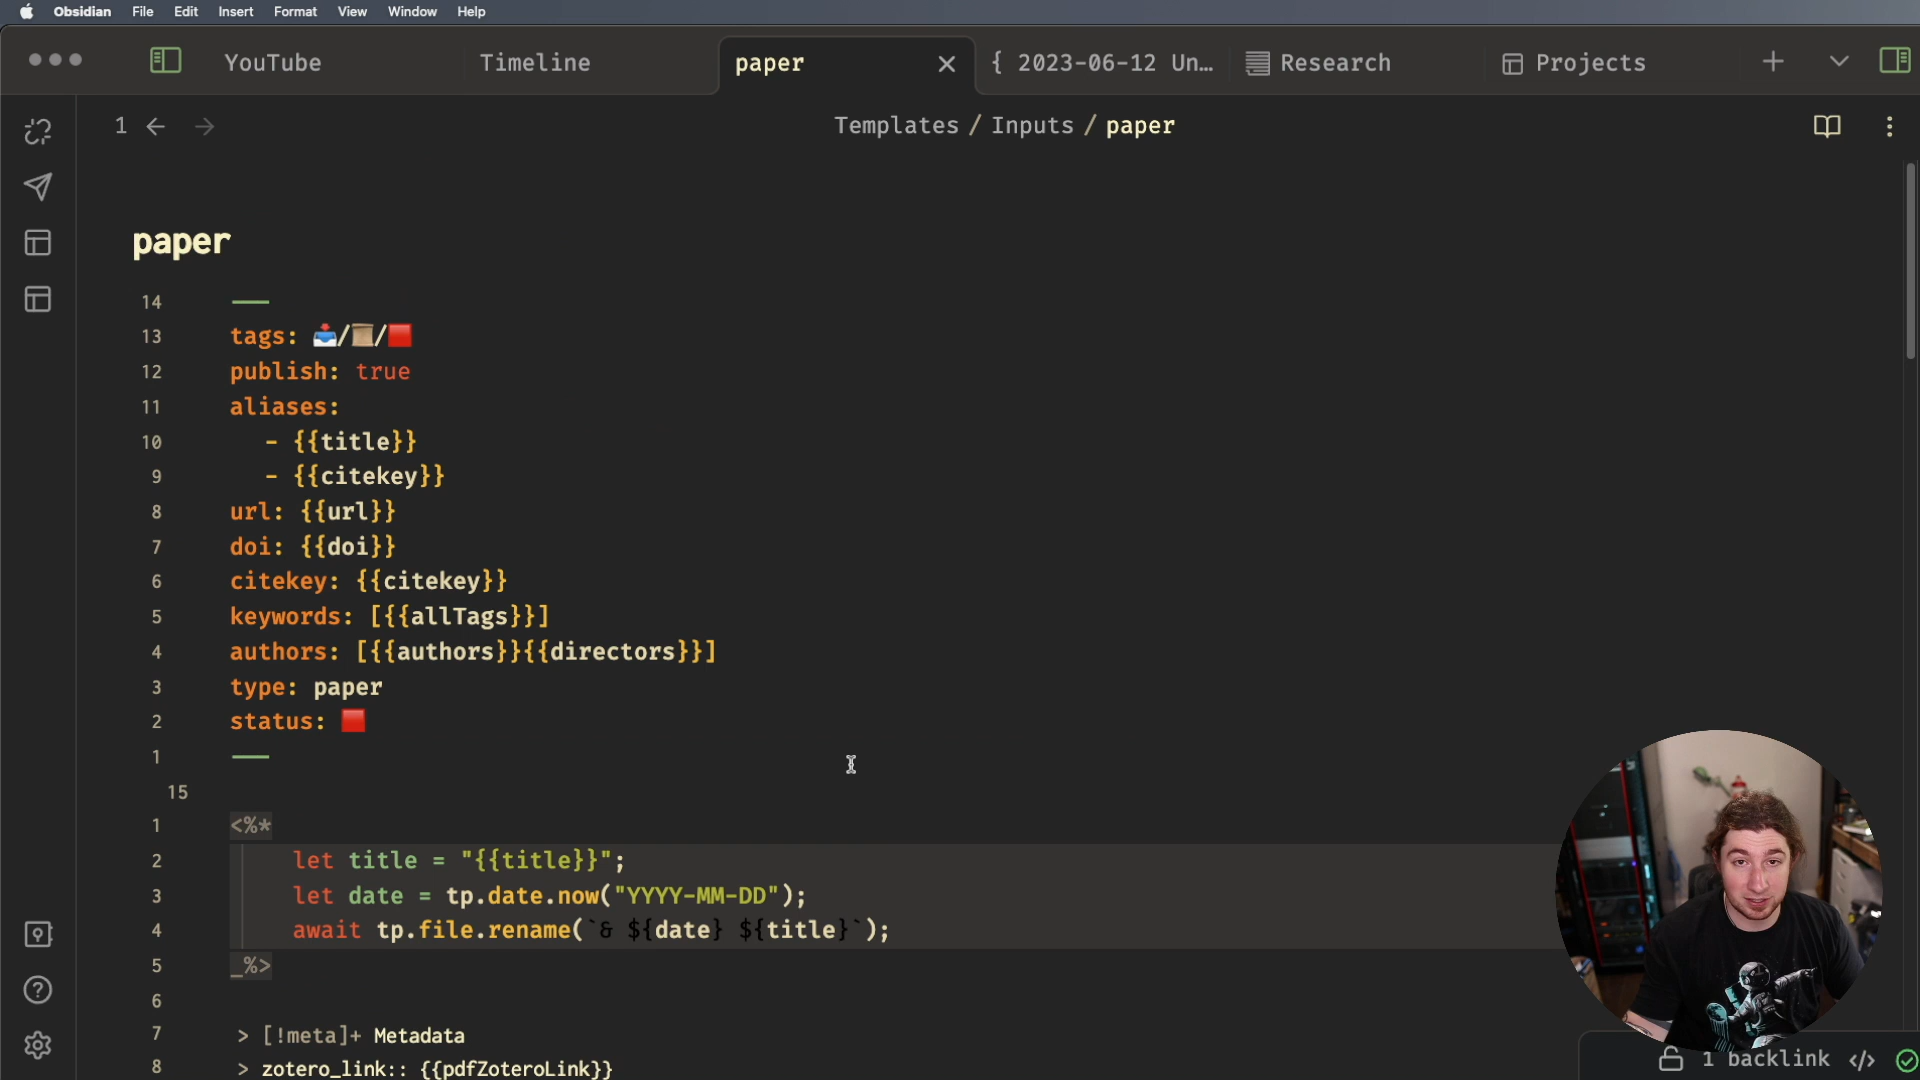 Obsidian File Edit Insert Format View Window Help
YouTube Timeline paper { 2023-06-12 Un... Research Projects
1 Templates / Inputs / paper
paper
14 ---
13 tags: 📥/📜/🟥
12 publish: true
11 aliases:
10 - {{title}}
9 - {{citekey}}
8 url: {{url}}
7 doi: {{doi}}
6 citekey: {{citekey}}
5 keywords: [{{allTags}}]
4 authors: [{{authors}}{{directors}}]
3 type: paper
2 status: 🟥
1 ---
15
1 <%*
2 let title = "{{title}}";
3 let date = tp.date.now("YYYY-MM-DD");
4 await tp.file.rename(`& ${date} ${title}`);
5 _%>
6
7 > [!meta]+ Metadata
8 > zotero_link:: {{pdfZoteroLink}}
1 backlink </>